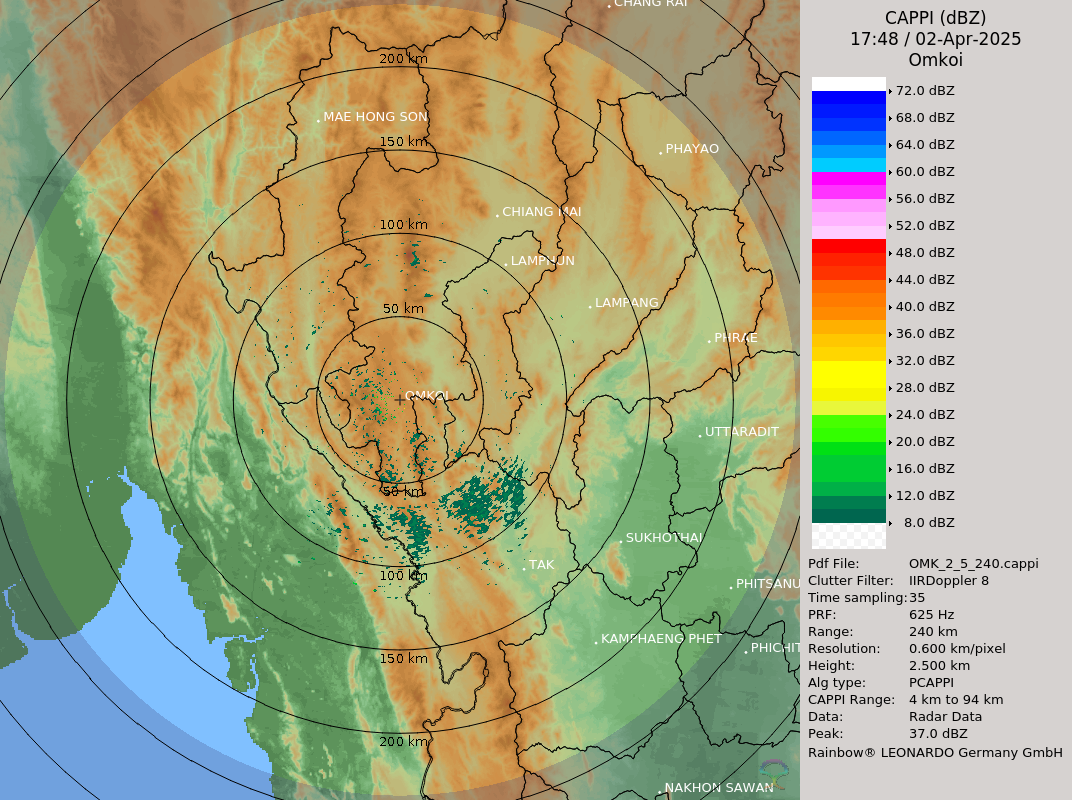 CHANG RAI
200 km
MAE HONG SON
150 km
PHAYAO
CHIANG MAI
100 km
LAMPHUN
LAMPANG
50 km
PHRAE
OMKOI
UTTARADIT
50 km
SUKHOTHAI
TAK
100 km
PHITSANU
KAMPHAENG PHET
PHICHIT
150 km
200 km
NAKHON SAWAN
CAPPI (dBZ)
17:48 / 02-Apr-2025
Omkoi
72.0 dBZ
68.0 dBZ
64.0 dBZ
60.0 dBZ
56.0 dBZ
52.0 dBZ
48.0 dBZ
44.0 dBZ
40.0 dBZ
36.0 dBZ
32.0 dBZ
28.0 dBZ
24.0 dBZ
20.0 dBZ
16.0 dBZ
12.0 dBZ
8.0 dBZ
Pdf File: OMK_2_5_240.cappi
Clutter Filter: IIRDoppler 8
Time sampling: 35
PRF: 625 Hz
Range: 240 km
Resolution: 0.600 km/pixel
Height: 2.500 km
Alg type: PCAPPI
CAPPI Range: 4 km to 94 km
Data: Radar Data
Peak: 37.0 dBZ
Rainbow® LEONARDO Germany GmbH